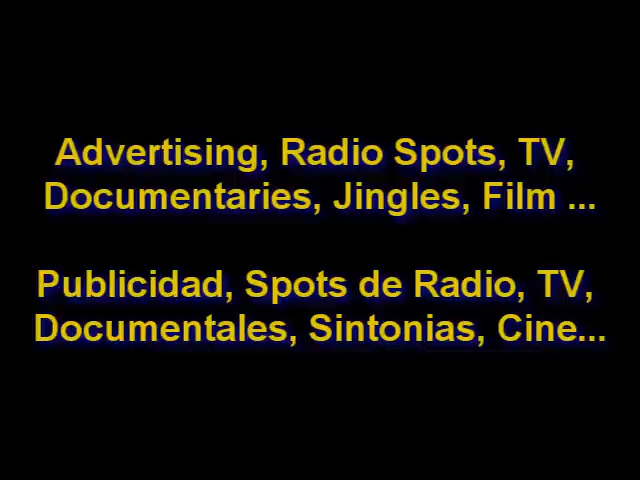 Advertising, Radio Spots, TV,
Documentaries, Jingles, Film ...
Publicidad, Spots de Radio, TV,
Documentales, Sintonias, Cine...